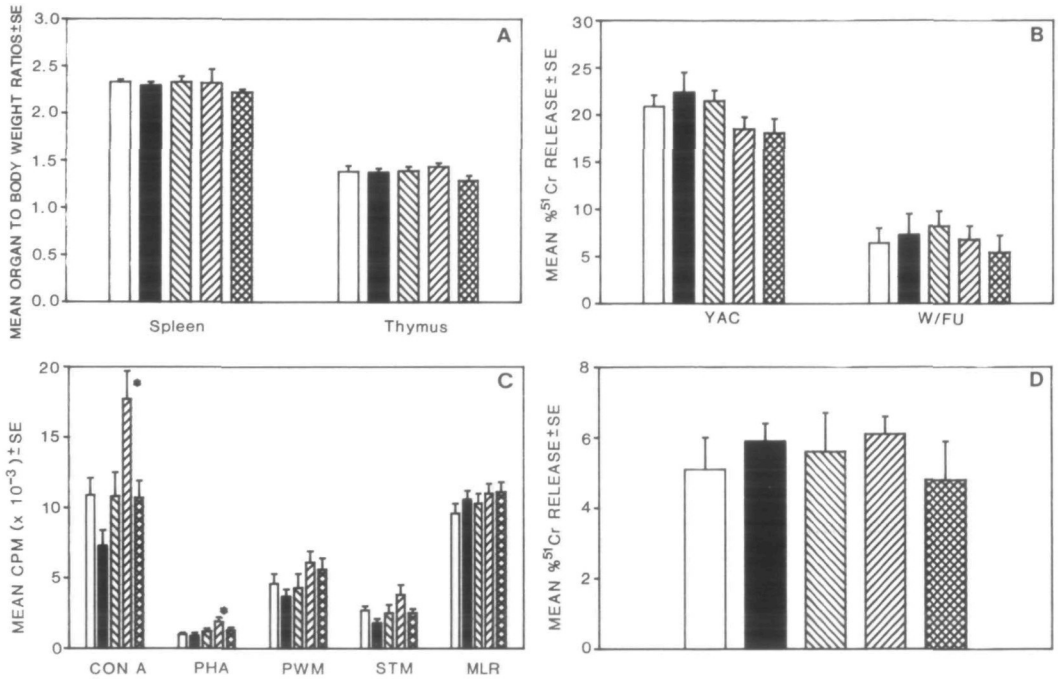 A
MEAN ORGAN TO BODY WEIGHT RATIOS±SE
3.0
2.5
2.0
1.5
1.0
0.5
0.0
Spleen Thymus
B
MEAN %⁵¹Cr RELEASE ± SE
30
25
20
15
10
5
0
YAC W/FU
C
MEAN CPM (x 10⁻³) ± SE
20
15
10
5
0
*
*
CON A PHA PWM STM MLR
D
MEAN %⁵¹Cr RELEASE±SE
8
6
4
2
0